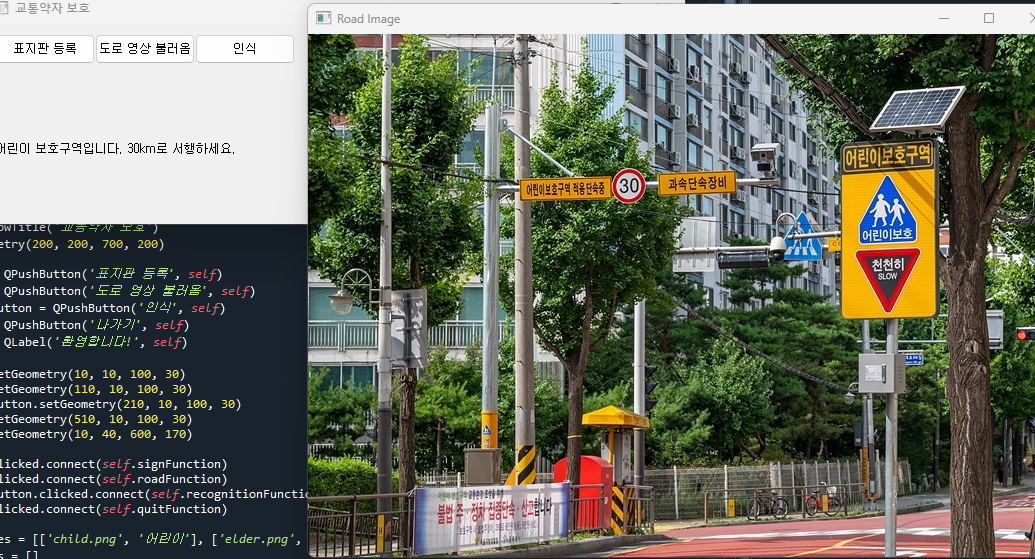 교통약자 보호
Road Image
표지판 등록
도로 영상 불러옴
인식
어린이 보호구역입니다. 30km로 서행하세요.
owTitle('교통약자 보호')
etry(200, 200, 700, 200)
QPushButton('표지판 등록', self)
QPushButton('도로 영상 불러옴', self)
utton = QPushButton('인식', self)
QPushButton('나가기', self)
QLabel('환영합니다!', self)
etGeometry(10, 10, 100, 30)
etGeometry(110, 10, 100, 30)
utton.setGeometry(210, 10, 100, 30)
etGeometry(510, 10, 100, 30)
etGeometry(10, 40, 600, 170)
licked.connect(self.signFunction)
licked.connect(self.roadFunction)
utton.clicked.connect(self.recognitionFunctio
licked.connect(self.quitFunction)
es = [['child.png', '어린이'], ['elder.png',
s = []
어린이보호구역 적용 단속중
30
과속단속장비
어린이보호구역
어린이보호
천천히
SLOW
불법 주·정차 집중단속·신고합니다